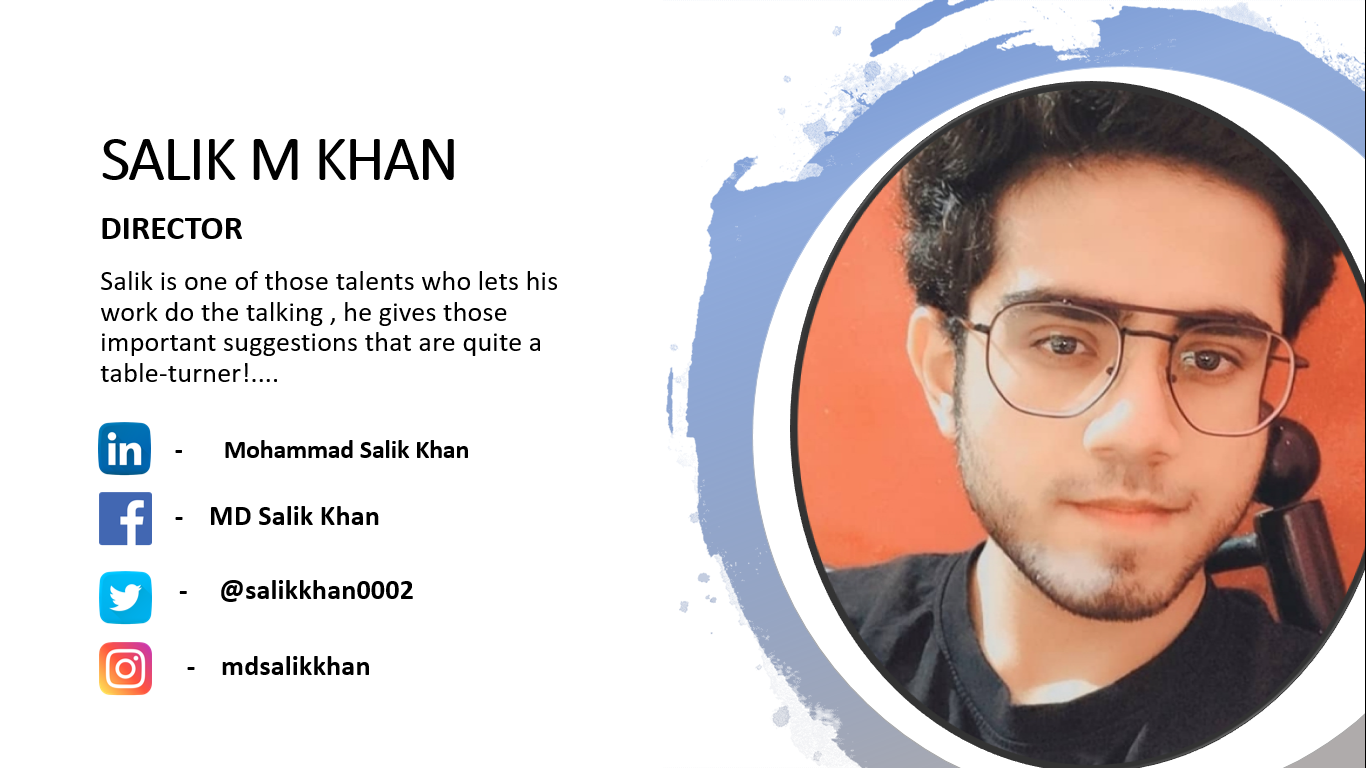 SALIK M KHAN
DIRECTOR
Salik is one of those talents who lets his
work do the talking , he gives those
important suggestions that are quite a
table-turner!....
in - Mohammad Salik Khan
f - MD Salik Khan
- @salikkhan0002
- mdsalikkhan